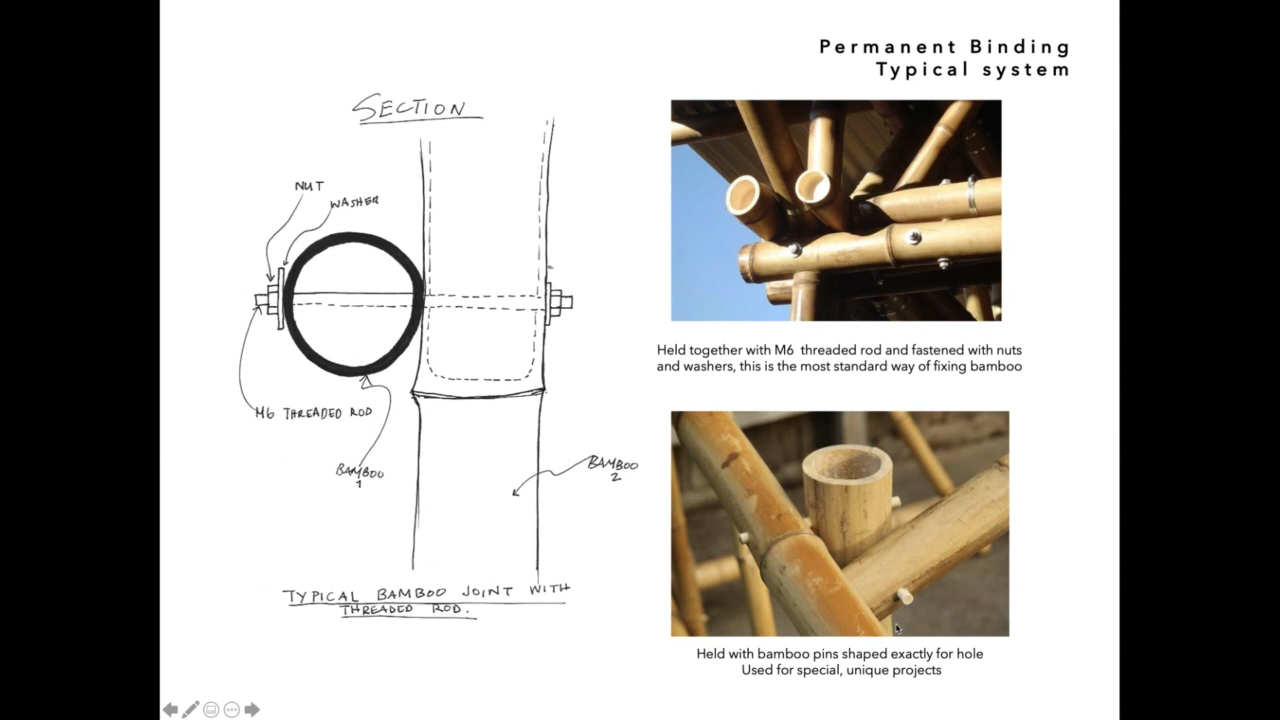 Permanent Binding
Typical system
SECTION
NUT
WASHER
M6 THREADED ROD
BAMBOO
1
BAMBOO
2
TYPICAL BAMBOO JOINT WITH
THREADED ROD.
Held together with M6 threaded rod and fastened with nuts
and washers, this is the most standard way of fixing bamboo
Held with bamboo pins shaped exactly for hole
Used for special, unique projects